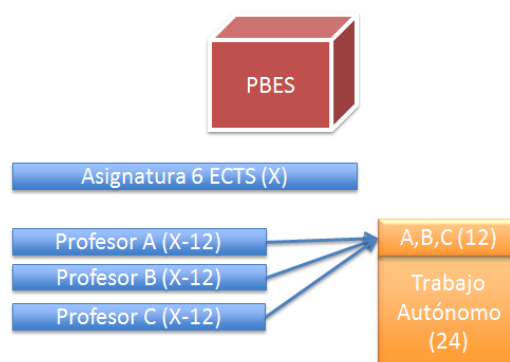 PBES
Asignatura 6 ECTS (X)
Profesor A (X-12)
A,B,C (12)
Profesor B (X-12)
Profesor C (X-12)
Trabajo
Autónomo
(24)